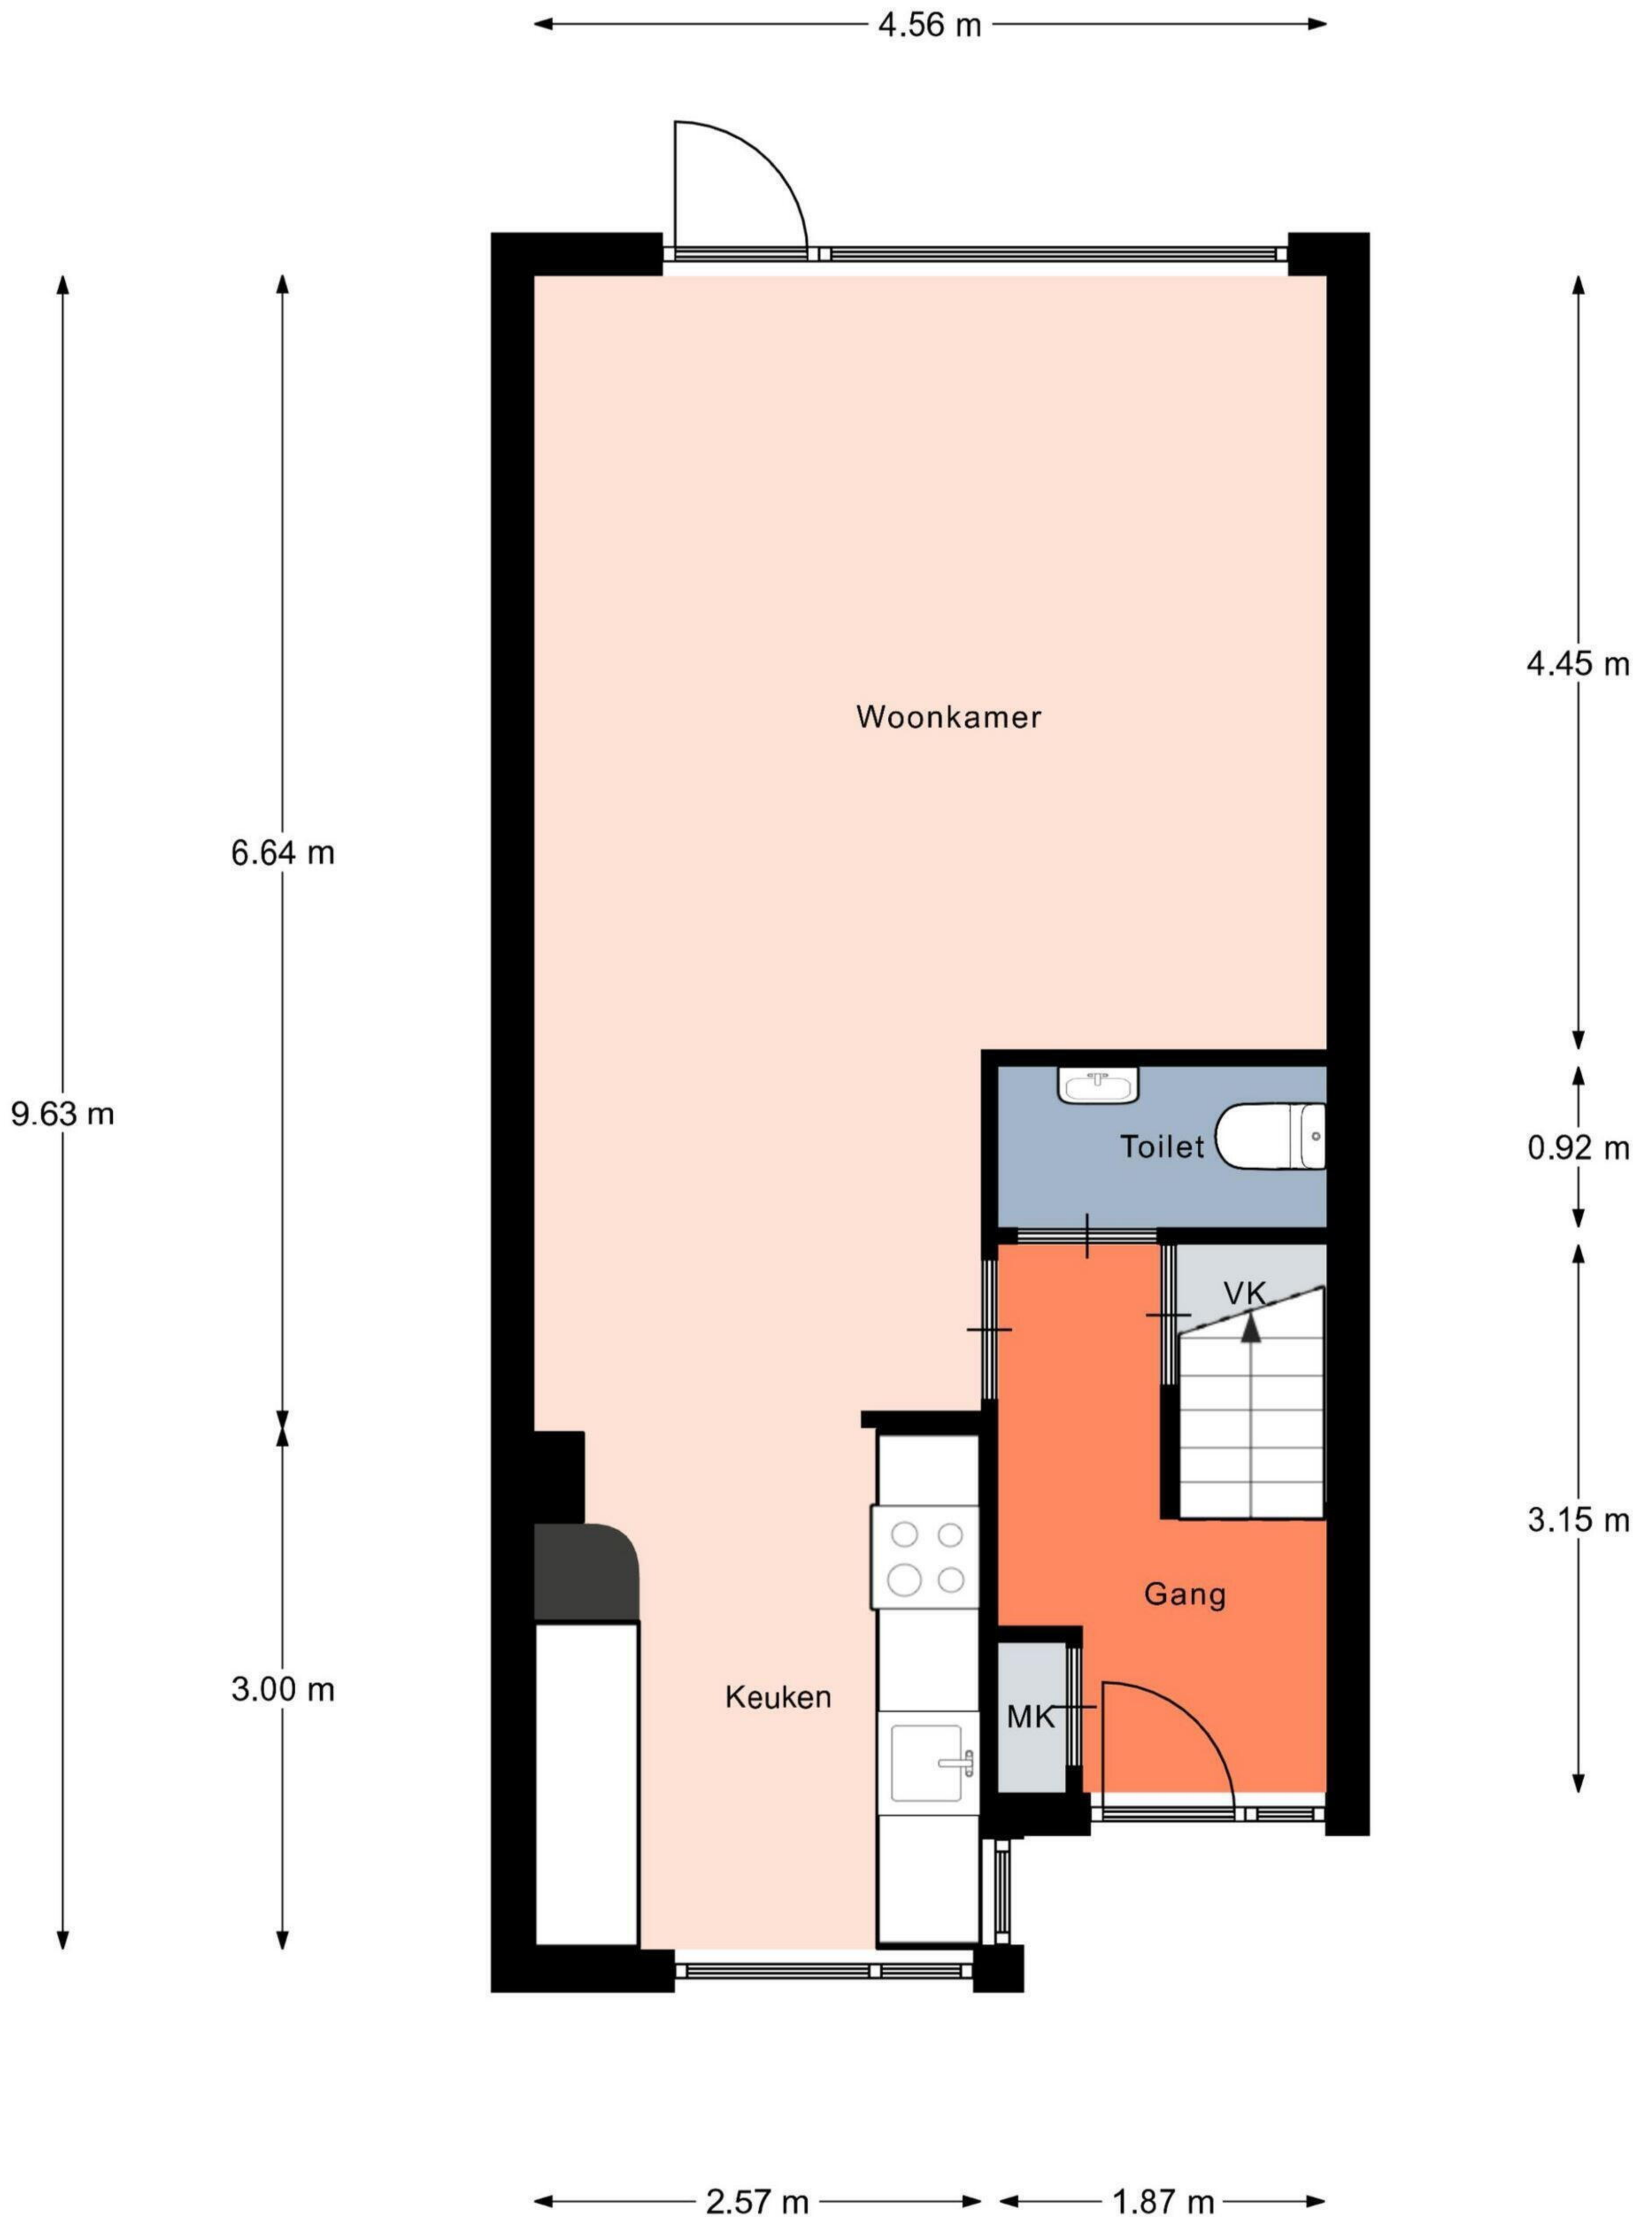 4.56 m
Woonkamer
4.45 m
6.64 m
9.63 m
Toilet
0.92 m
VK
3.15 m
Gang
Keuken
3.00 m
MK
2.57 m
1.87 m